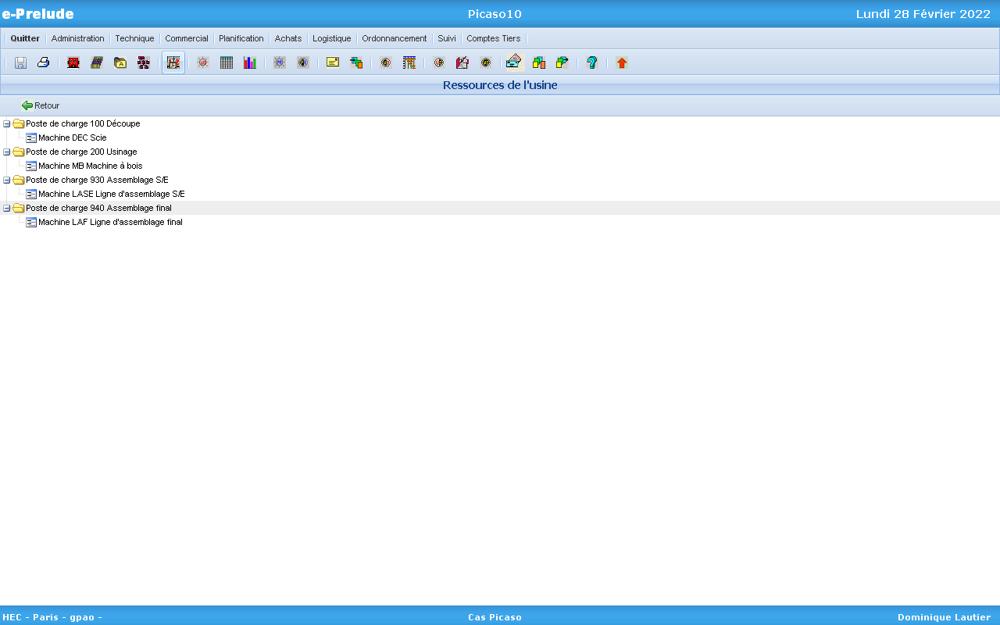 e-Prelude Picaso10 Lundi 28 Février 2022
Quitter Administration Technique Commercial Planification Achats Logistique Ordonnancement Suivi Comptes Tiers
Ressources de l'usine
Retour
Poste de charge 100 Découpe
Machine DEC Scie
Poste de charge 200 Usinage
Machine MB Machine à bois
Poste de charge 930 Assemblage S/E
Machine LASE Ligne d'assemblage S/E
Poste de charge 940 Assemblage final
Machine LAF Ligne d'assemblage final
HEC - Paris - gpao - Cas Picaso Dominique Lautier